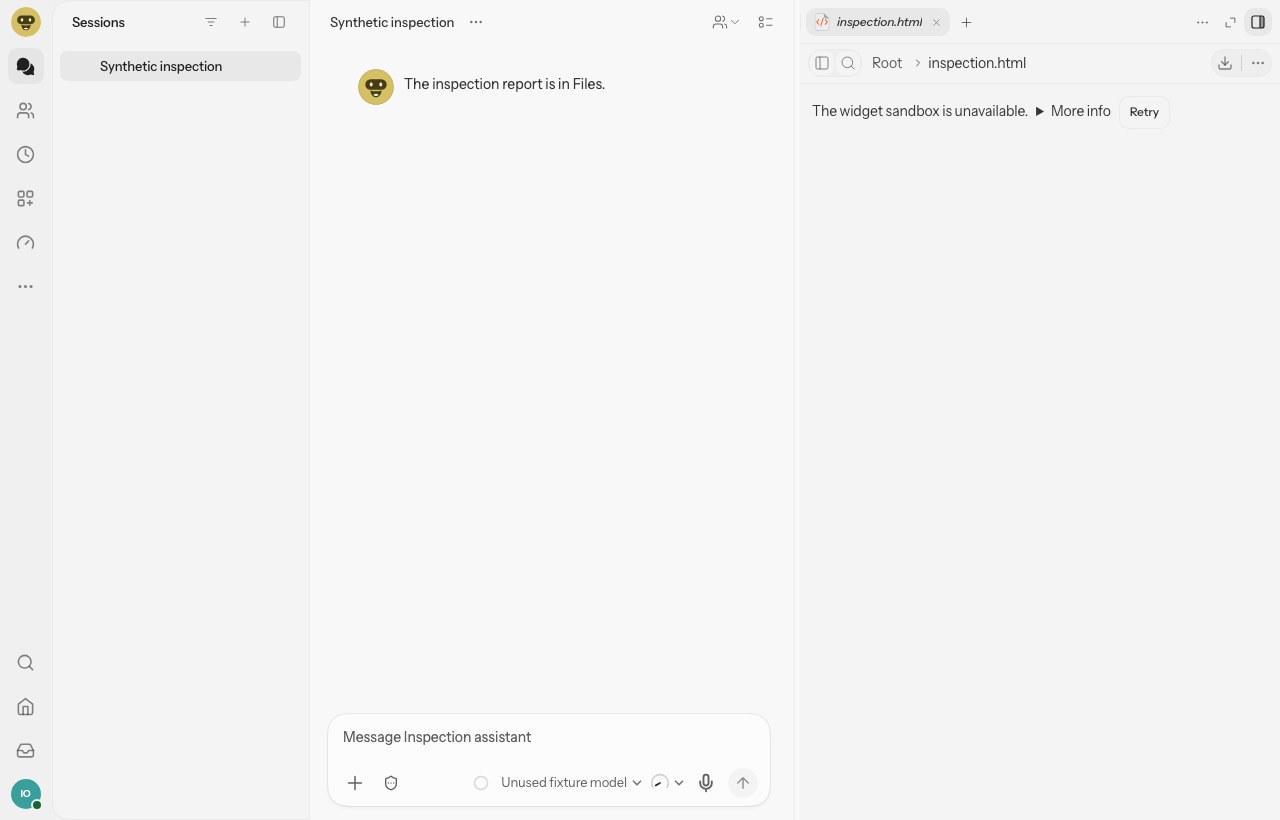 Sessions
Synthetic inspection
Synthetic inspection
The inspection report is in Files.
Message Inspection assistant
Unused fixture model
inspection.html
Root
inspection.html
The widget sandbox is unavailable. More info Retry
IO